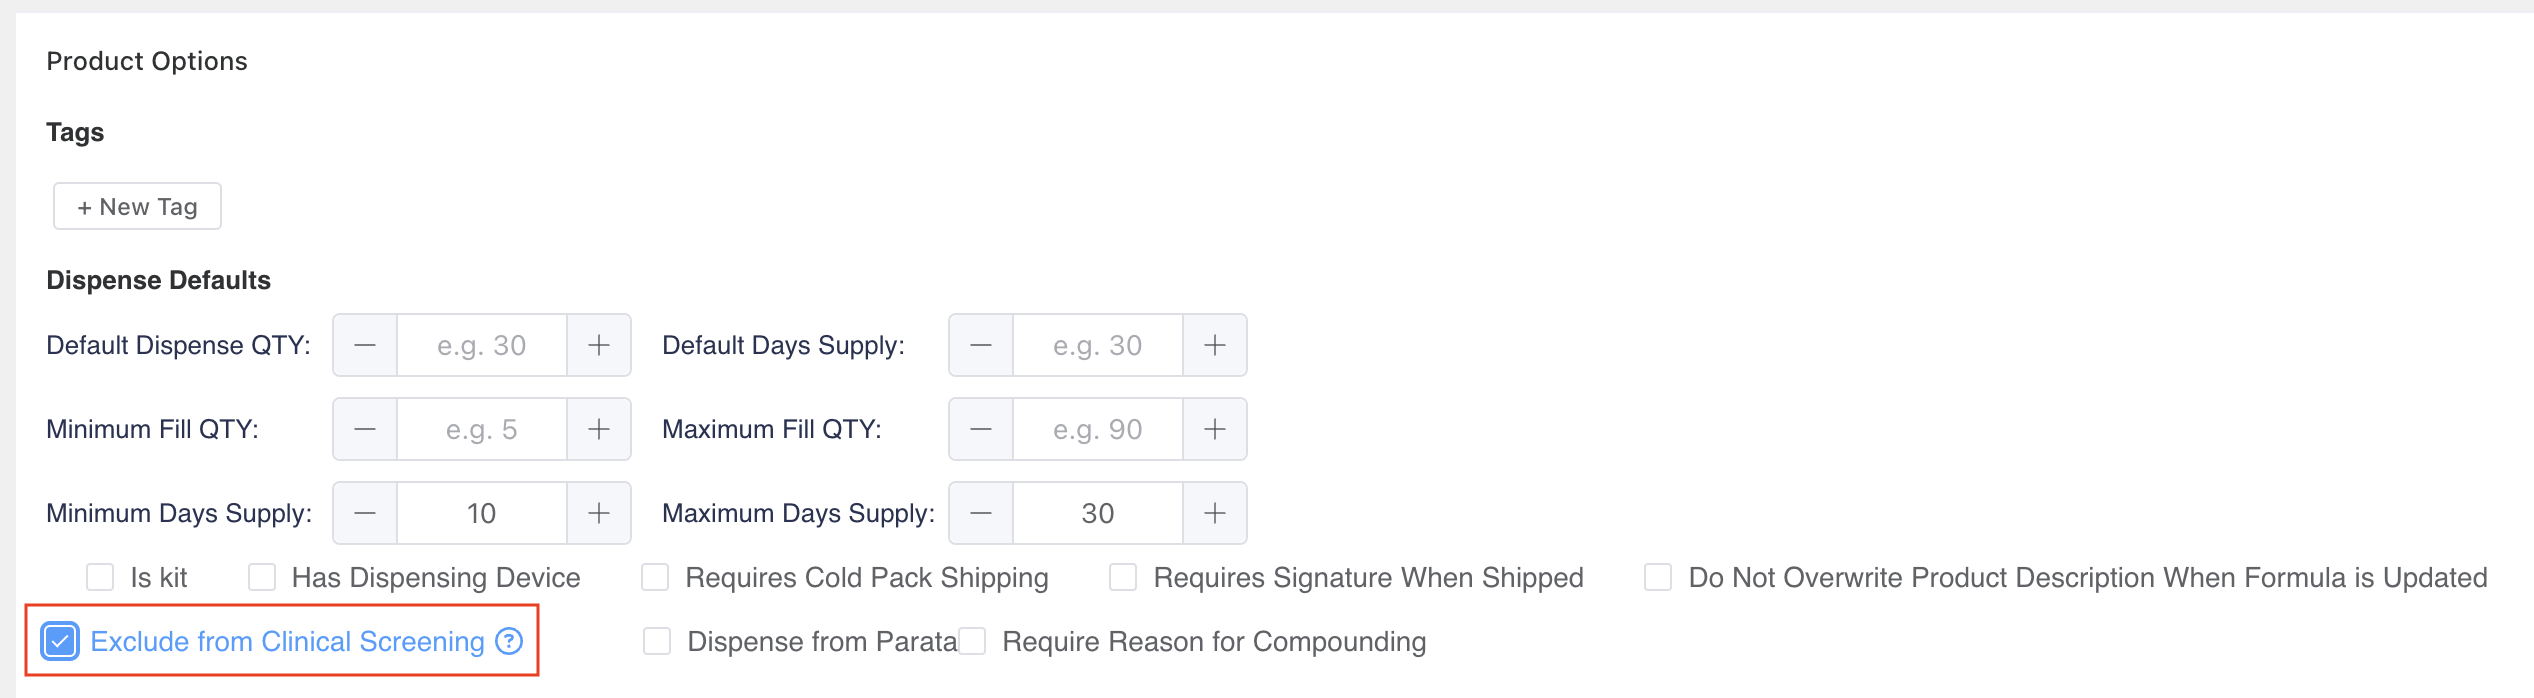 Product Options
Tags
+ New Tag
Dispense Defaults
Default Dispense QTY: — e.g. 30 + Default Days Supply: — e.g. 30 +
Minimum Fill QTY: — e.g. 5 + Maximum Fill QTY: — e.g. 90 +
Minimum Days Supply: — 10 + Maximum Days Supply: — 30 +
Is kit Has Dispensing Device Requires Cold Pack Shipping Requires Signature When Shipped Do Not Overwrite Product Description When Formula is Updated
Exclude from Clinical Screening ? Dispense from Parata Require Reason for Compounding